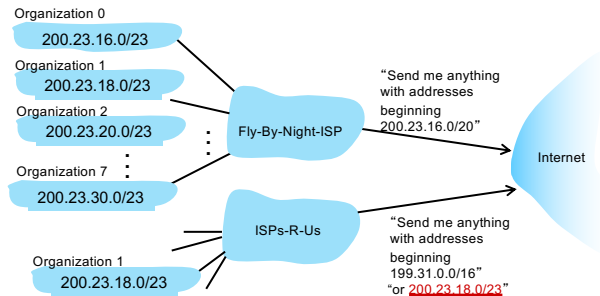 Organization 0
200.23.16.0/23
Organization 1
200.23.18.0/23
Organization 2
200.23.20.0/23
Organization 7
200.23.30.0/23
Fly-By-Night-ISP
“Send me anything
with addresses
beginning
200.23.16.0/20”
Internet
ISPs-R-Us
Organization 1
200.23.18.0/23
“Send me anything
with addresses
beginning
199.31.0.0/16”
“or 200.23.18.0/23”